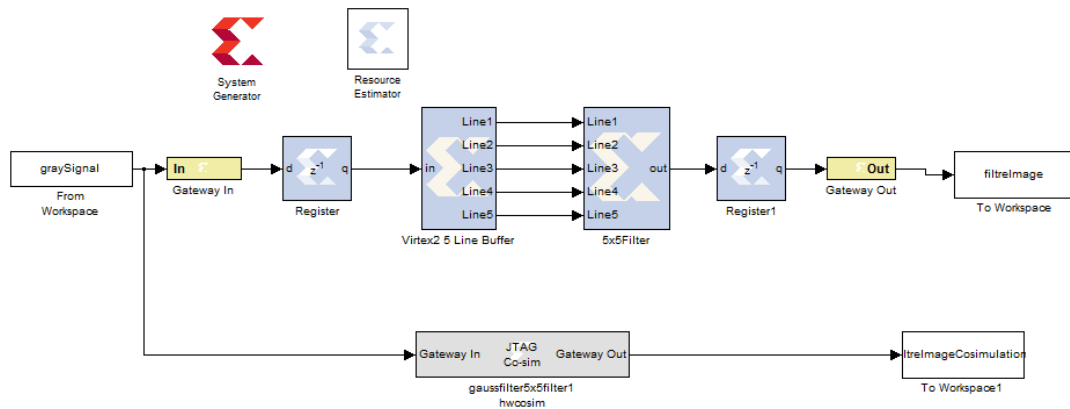 System
Generator
Resource
Estimator
graySignal
From
Workspace
In
Gateway In
d
z-1
q
Register
in
Line1
Line2
Line3
Line4
Line5
Virtex2 5 Line Buffer
Line1
Line2
Line3
Line4
Line5
out
5x5Filter
d
z-1
q
Register1
Out
Gateway Out
filtreImage
To Workspace
Gateway In
JTAG
Co-sim
Gateway Out
gaussfilter5x5filter1
hwcosim
ltreImageCosimulation
To Workspace1